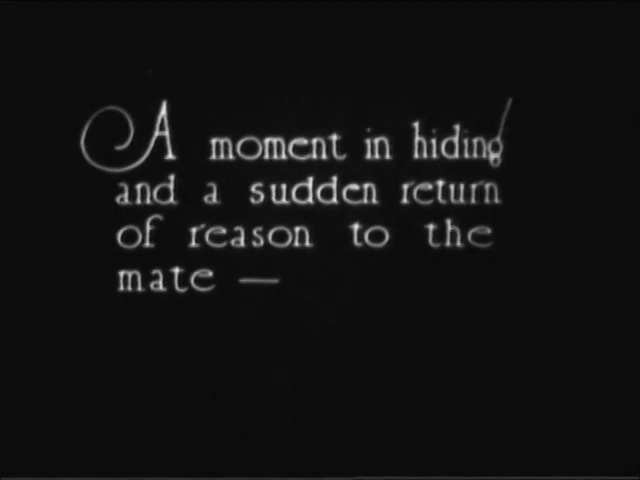 A moment in hiding
and a sudden return
of reason to the
mate —